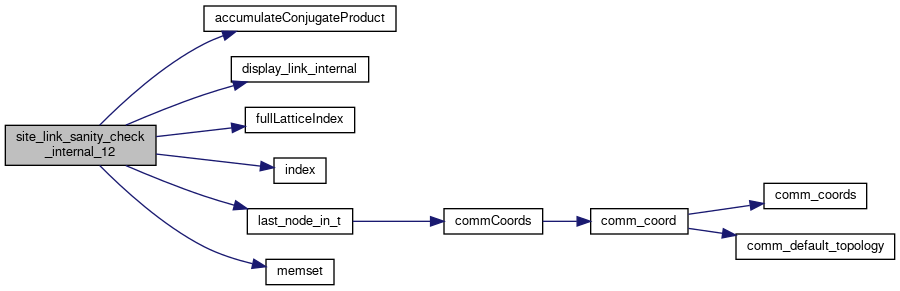 accumulateConjugateProduct
display_link_internal
fullLatticeIndex
site_link_sanity_check
_internal_12
index
last_node_in_t
commCoords
comm_coord
comm_coords
comm_default_topology
memset